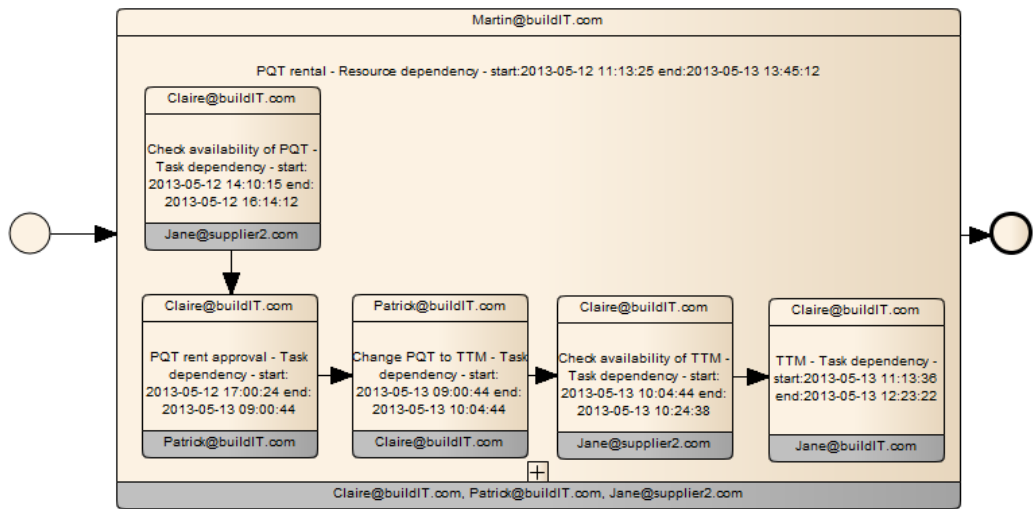 Martin@buildIT.com
PQT rental - Resource dependency - start:2013-05-12 11:13:25 end:2013-05-13 13:45:12
Claire@buildIT.com
Check availability of PQT -
Task dependency - start:
2013-05-12 14:10:15 end:
2013-05-12 16:14:12
Jane@supplier2.com
Claire@buildIT.com
PQT rent approval - Task
dependency - start:
2013-05-12 17:00:24 end:
2013-05-13 09:00:44
Patrick@buildIT.com
Patrick@buildIT.com
Change PQT to TTM - Task
dependency - start:
2013-05-13 09:00:44 end:
2013-05-13 10:04:44
Claire@buildIT.com
Claire@buildIT.com
Check availability of TTM -
Task dependency - start:
2013-05-13 10:04:44 end:
2013-05-13 10:24:38
Jane@supplier2.com
Claire@buildIT.com
TTM - Task dependency -
start:2013-05-13 11:13:36
end:2013-05-13 12:23:22
Jane@buildIT.com
Claire@buildIT.com, Patrick@buildIT.com, Jane@supplier2.com